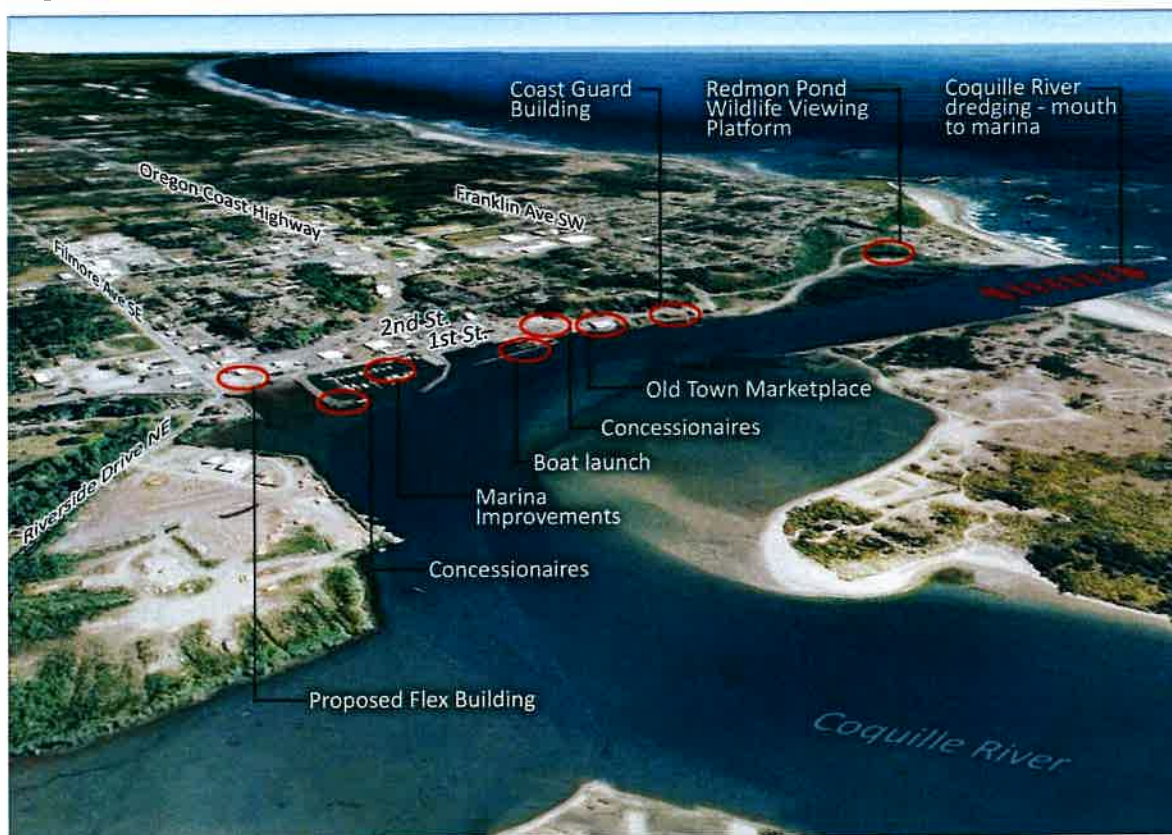 Coast Guard
Building
Redmon Pond
Wildlife Viewing
Platform
Coquille River
dredging - mouth
to marina
Oregon Coast Highway
Franklin Ave SW
Filmore Ave SE
2nd St.
1st St.
Old Town Marketplace
Concessionaires
Boat launch
Riverside Drive NE
Marina
Improvements
Concessionaires
Proposed Flex Building
Coquille River